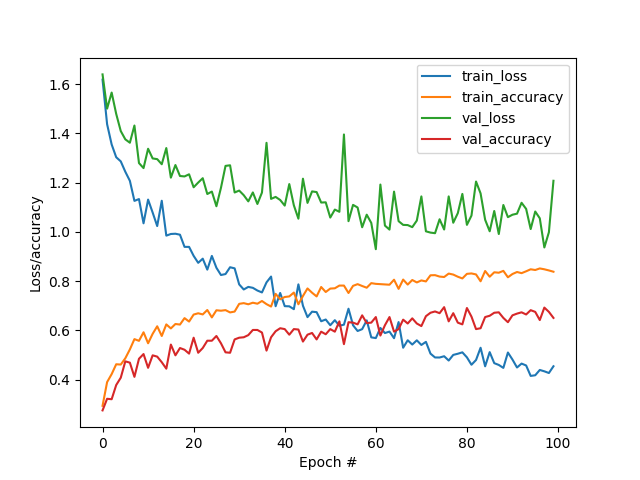 train_loss
train_accuracy
val_loss
val_accuracy
1.6
1.4
1.2
1.0
0.8
0.6
0.4
Loss/accuracy
0 20 40 60 80 100
Epoch #